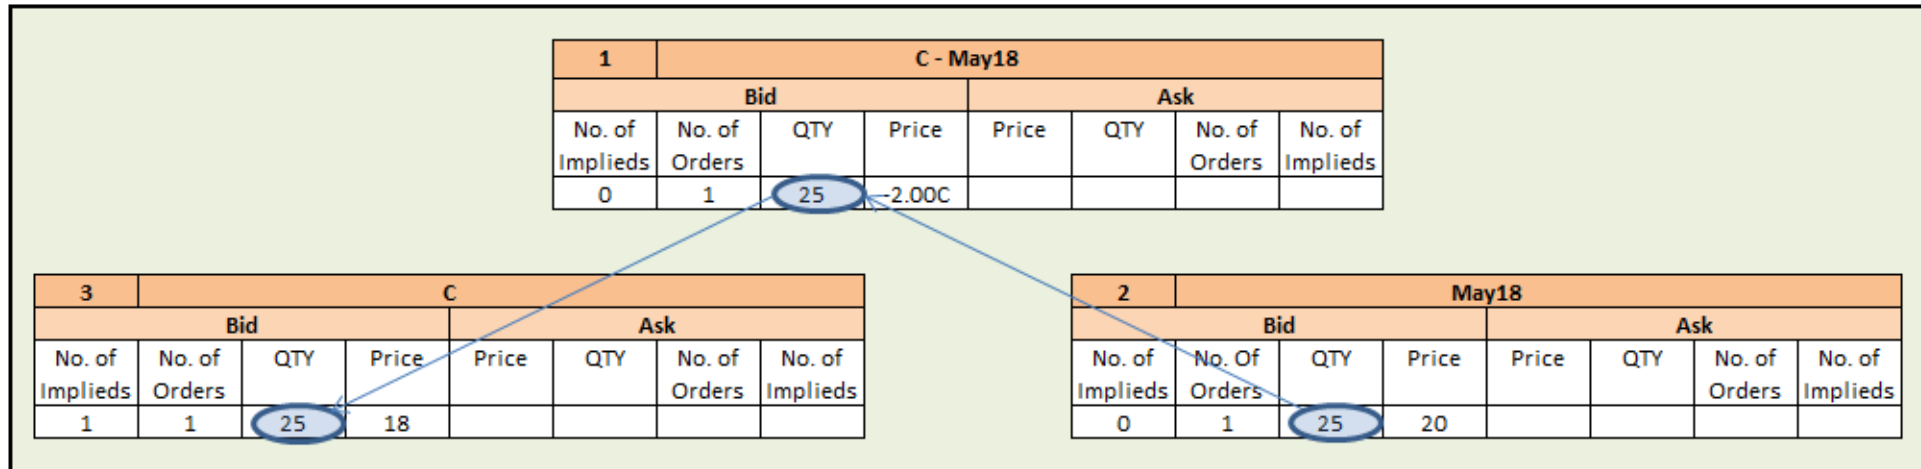 1 C - May18
Bid Ask
No. of No. of QTY Price Price QTY No. of No. of
Implieds Orders Orders Implieds
0 1 25 -2.00C
3 C
Bid Ask
No. of No. of QTY Price Price QTY No. of No. of
Implieds Orders Orders Implieds
1 1 25 18
2 May18
Bid Ask
No. of No. Of QTY Price Price QTY No. of No. of
Implieds Orders Orders Implieds
0 1 25 20